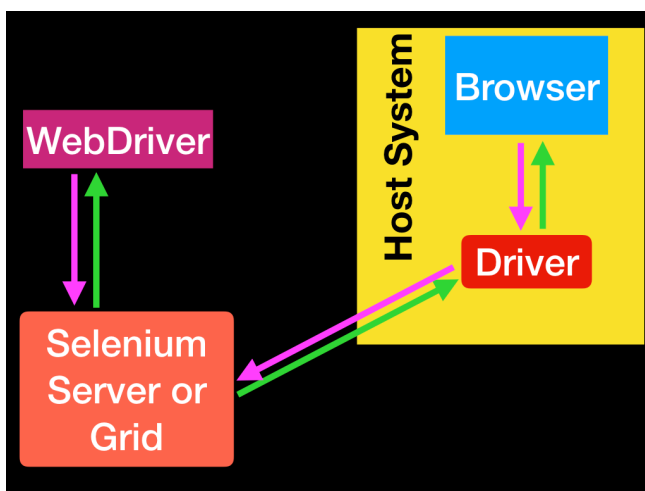 WebDriver
Selenium
Server or
Grid
Host System
Browser
Driver